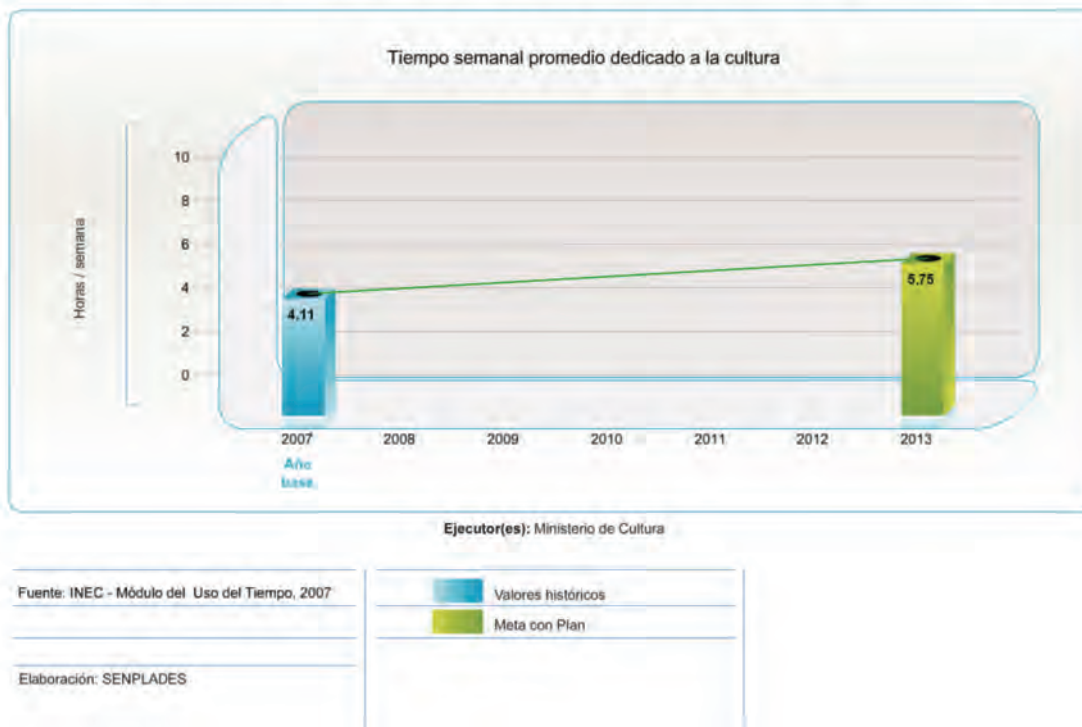 Tiempo semanal promedio dedicado a la cultura
Horas / semana
10
8
6
4
2
0
4,11
5,75
2007
2008
2009
2010
2011
2012
2013
Año
base
Ejecutor(es): Ministerio de Cultura
Fuente: INEC - Módulo del Uso del Tiempo, 2007
Valores históricos
Meta con Plan
Elaboración: SENPLADES